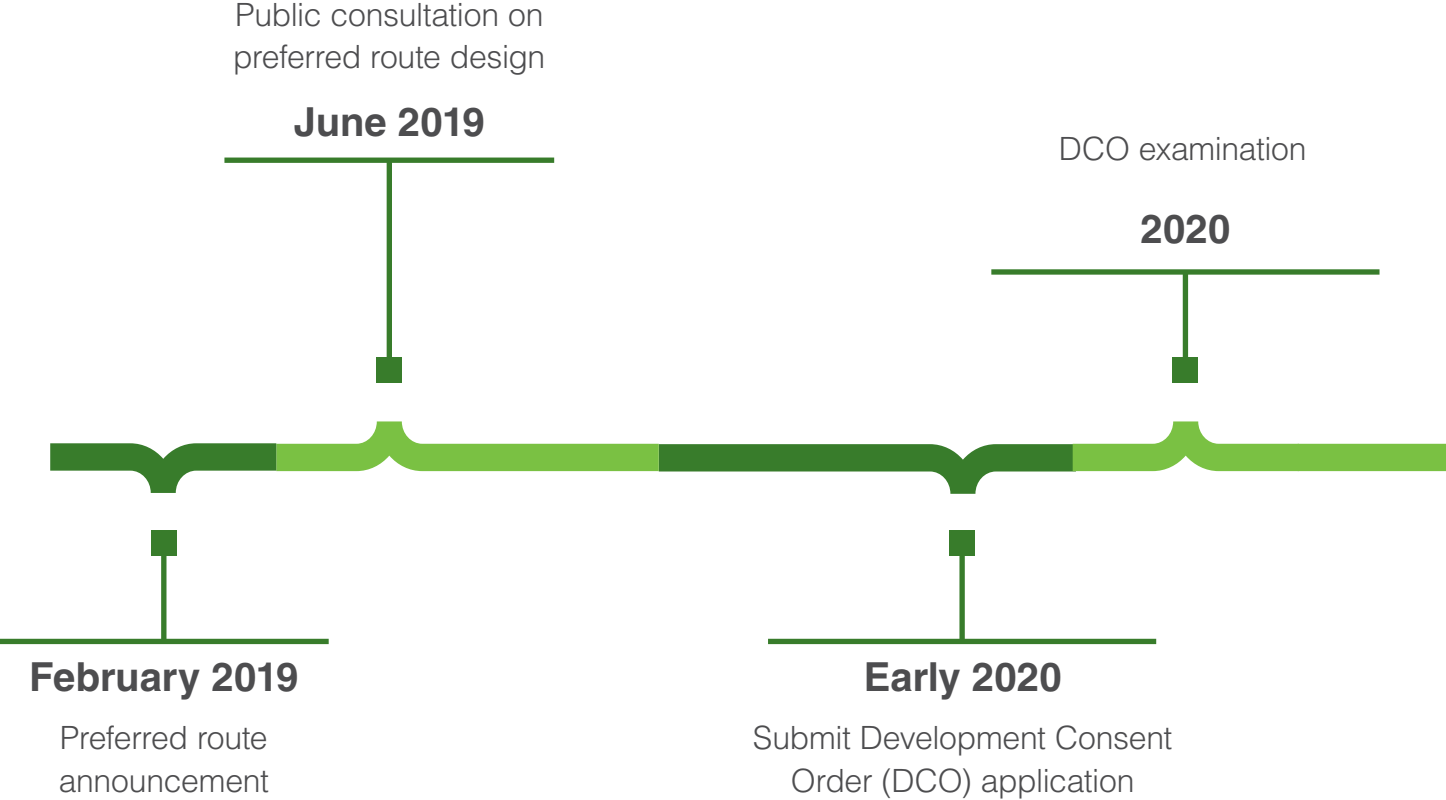 Public consultation on
preferred route design
June 2019
DCO examination
2020
February 2019
Preferred route
announcement
Early 2020
Submit Development Consent
Order (DCO) application